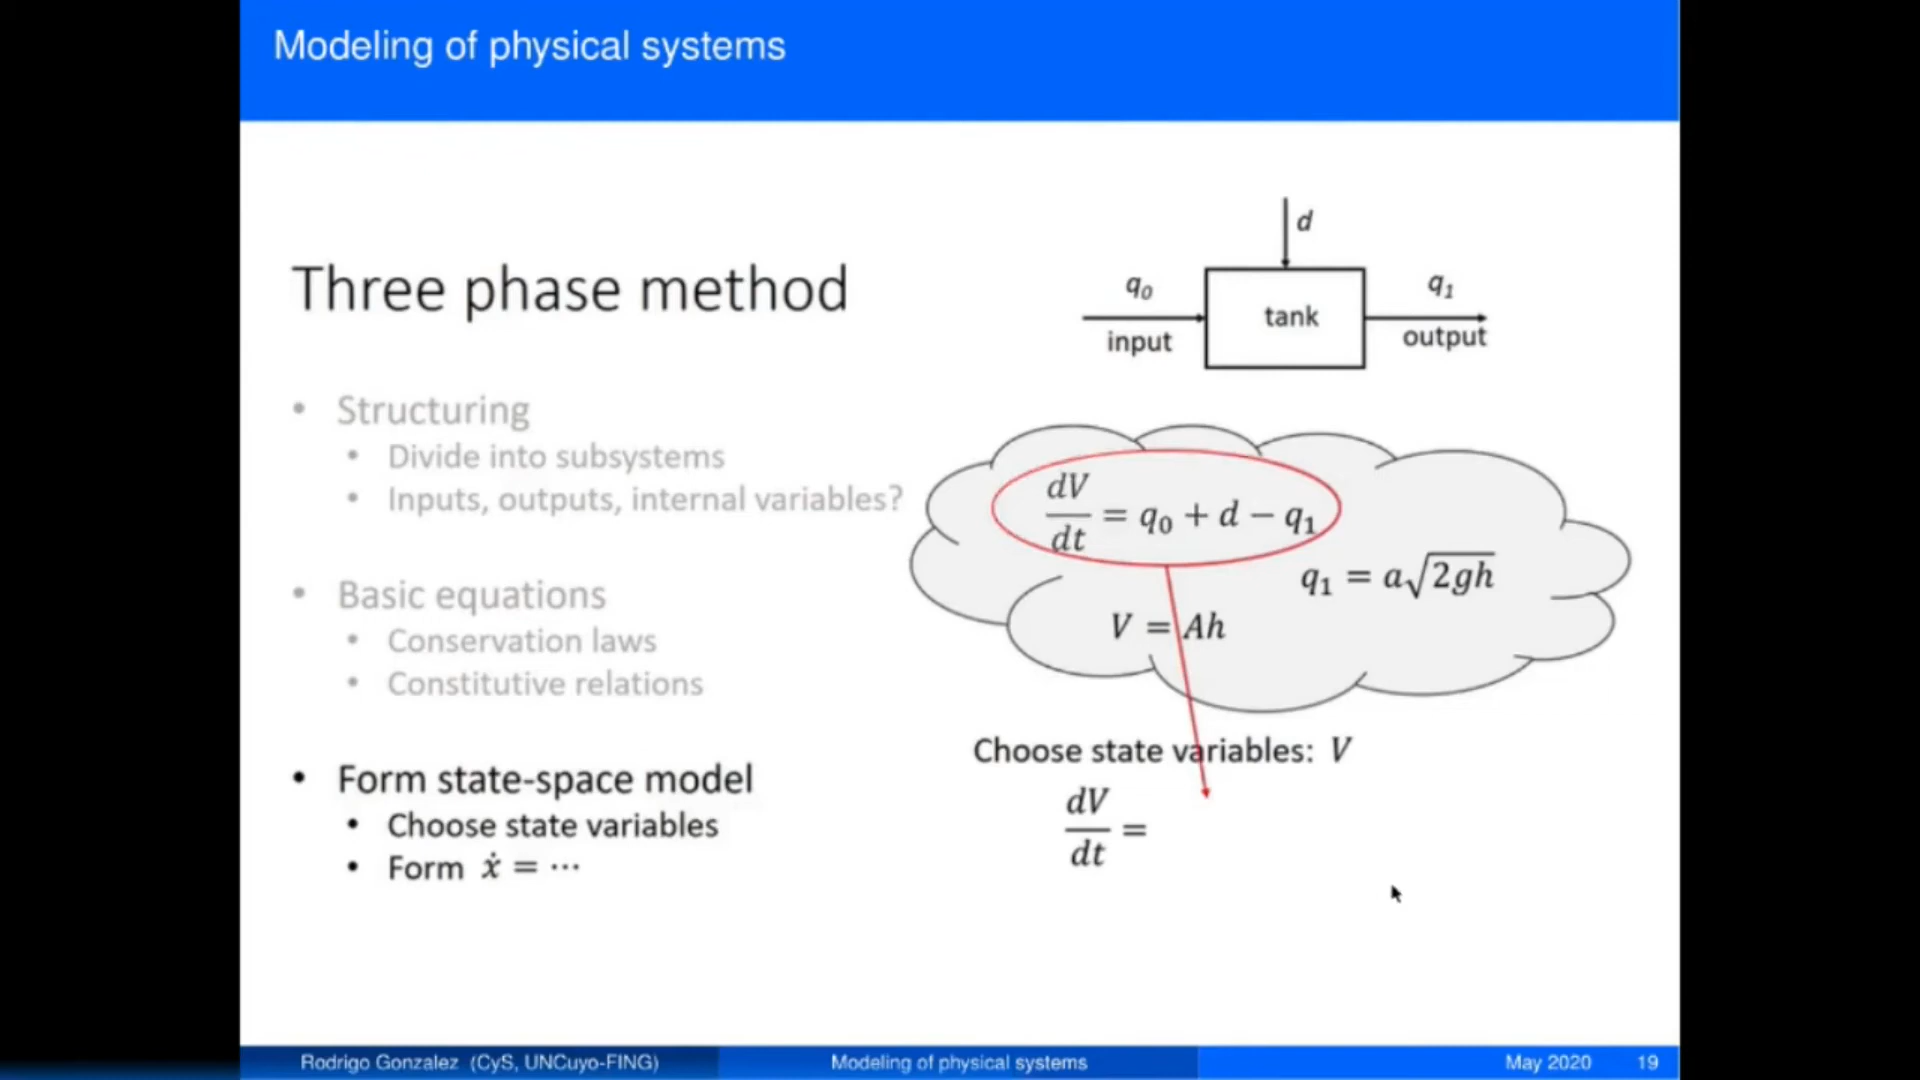 Modeling of physical systems
Three phase method
• Structuring
• Divide into subsystems
• Inputs, outputs, internal variables?
• Basic equations
• Conservation laws
• Constitutive relations
• Form state-space model
• Choose state variables
• Form ẋ = ⋯
d
q₀
input
tank
q₁
output
dV/dt = q₀ + d − q₁
q₁ = a√2gh
V = Ah
Choose state variables: V
dV/dt =
Rodrigo Gonzalez (CyS, UNCuyo-FING)
Modeling of physical systems
May 2020
19